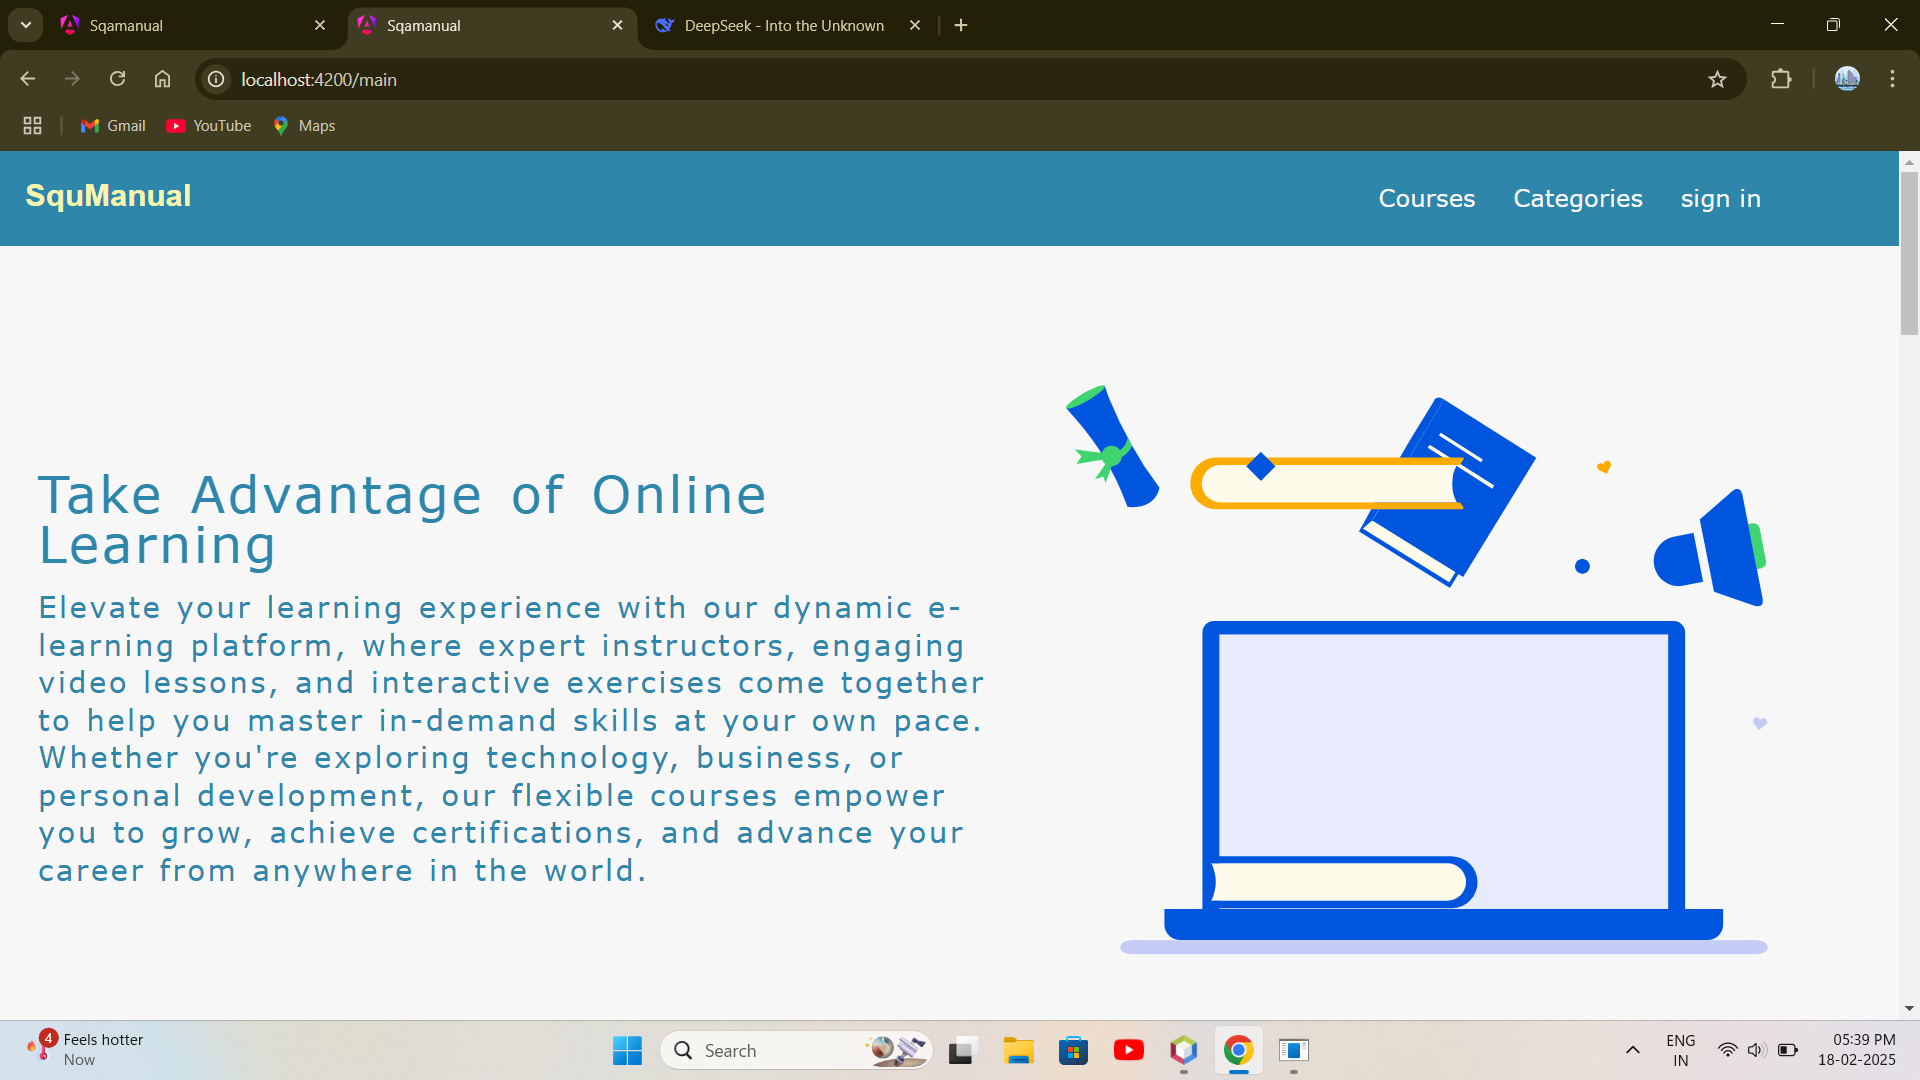 Sqamanual
Sqamanual
DeepSeek - Into the Unknown
localhost:4200/main
Gmail
YouTube
Maps
SquManual
Courses
Categories
sign in
Take Advantage of Online
Learning
Elevate your learning experience with our dynamic e-
learning platform, where expert instructors, engaging
video lessons, and interactive exercises come together
to help you master in-demand skills at your own pace.
Whether you're exploring technology, business, or
personal development, our flexible courses empower
you to grow, achieve certifications, and advance your
career from anywhere in the world.
4
Feels hotter
Now
Search
ENG
IN
05:39 PM
18-02-2025